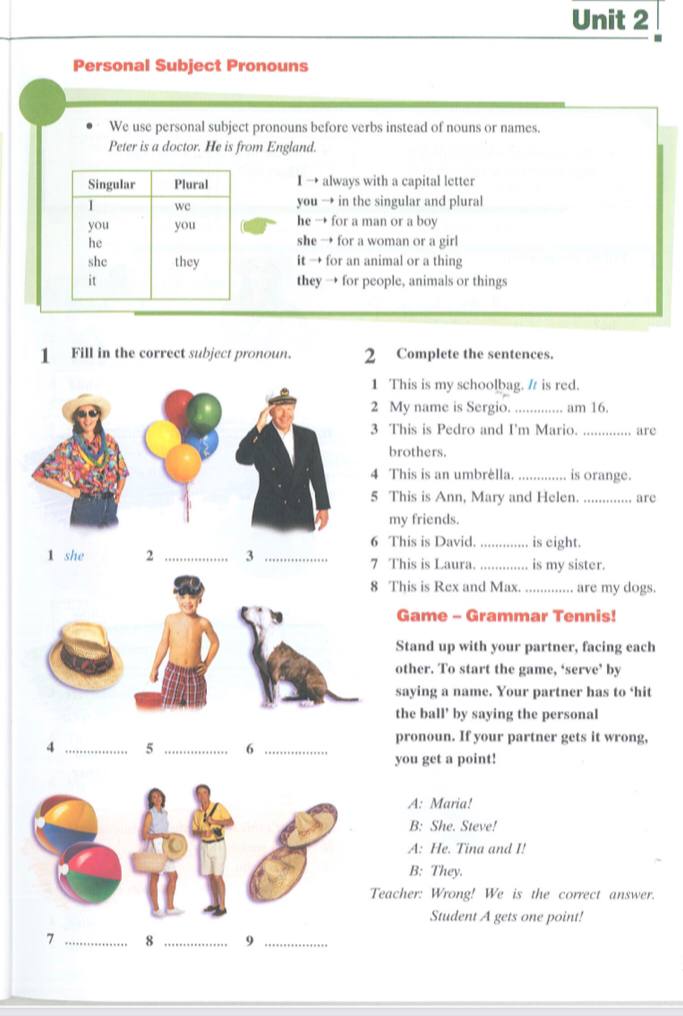 Unit 2
Personal Subject Pronouns
• We use personal subject pronouns before verbs instead of nouns or names.
Peter is a doctor. He is from England.
Singular Plural
I we
you you
he
she they
it
I → always with a capital letter
you → in the singular and plural
he → for a man or a boy
she → for a woman or a girl
it → for an animal or a thing
they → for people, animals or things
1 Fill in the correct subject pronoun.
1 she 2 .............. 3 ..............
4 .............. 5 .............. 6 ..............
7 .............. 8 .............. 9 ..............
2 Complete the sentences.
1 This is my schoolbag. It is red.
2 My name is Sergio. ............. am 16.
3 This is Pedro and I'm Mario. ............. are
brothers.
4 This is an umbrella. ............. is orange.
5 This is Ann, Mary and Helen. ............. are
my friends.
6 This is David. ............. is eight.
7 This is Laura. ............. is my sister.
8 This is Rex and Max. ............. are my dogs.
Game – Grammar Tennis!
Stand up with your partner, facing each
other. To start the game, 'serve' by
saying a name. Your partner has to 'hit
the ball' by saying the personal
pronoun. If your partner gets it wrong,
you get a point!
A: Maria!
B: She. Steve!
A: He. Tina and I!
B: They.
Teacher: Wrong! We is the correct answer.
Student A gets one point!